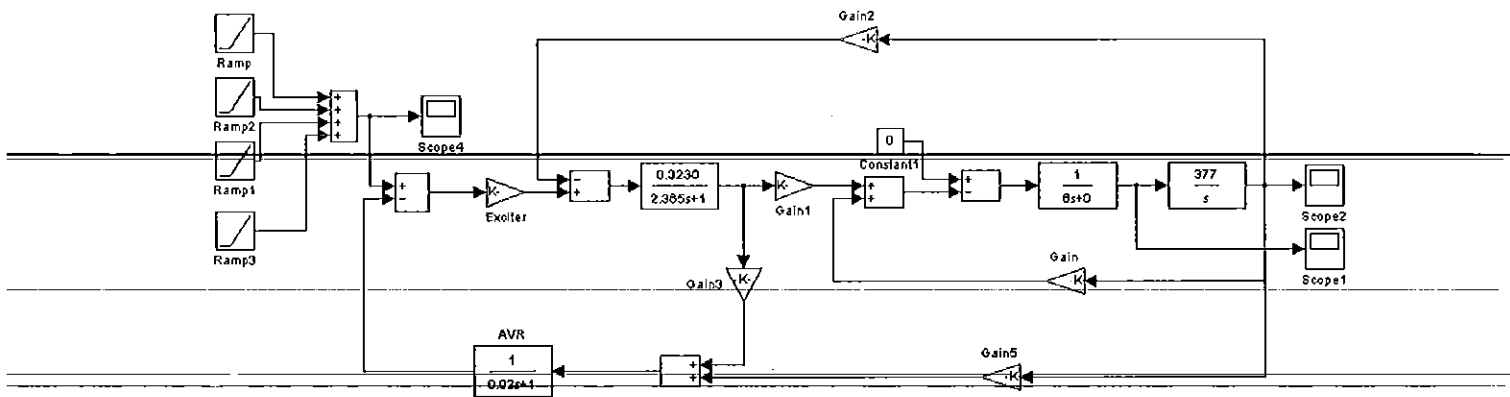 Gain2
-K
Ramp
+
+
+
+
Ramp2
Scope4
0
Ramp1
Constant1
+
−
K-
Exciter
−
+
0.3230
2.365s+1
K-
Gain1
+
+
+
−
1
6s+0
377
s
Scope2
Ramp3
Gain
K
Scope1
Gain3
K-
AVR
1
0.02s+1
+
+
Gain5
-K